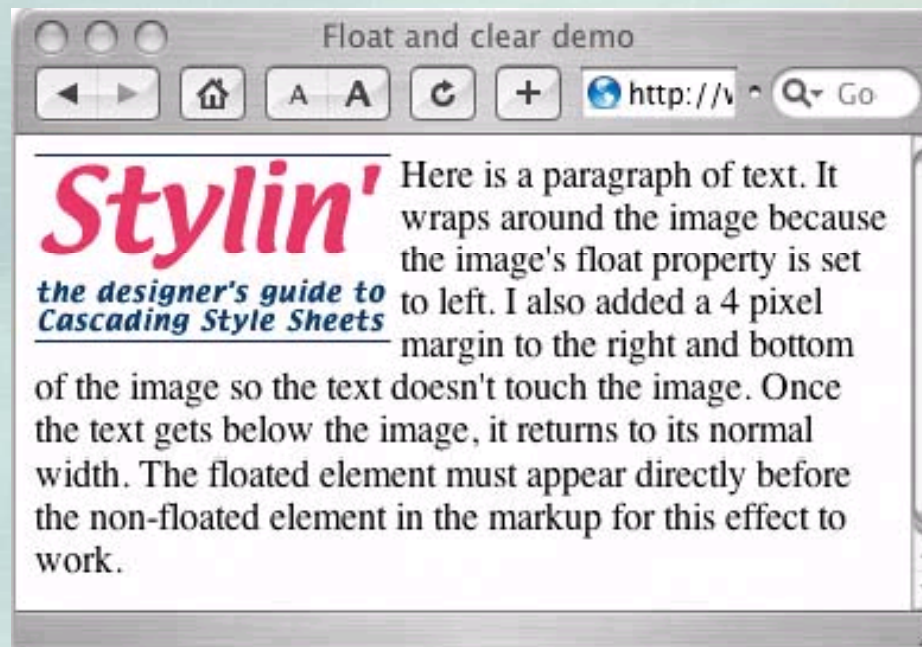 Float and clear demo
A A http://v Go
Stylin'
the designer's guide to
Cascading Style Sheets
Here is a paragraph of text. It
wraps around the image because
the image's float property is set
to left. I also added a 4 pixel
margin to the right and bottom
of the image so the text doesn't touch the image. Once
the text gets below the image, it returns to its normal
width. The floated element must appear directly before
the non-floated element in the markup for this effect to
work.